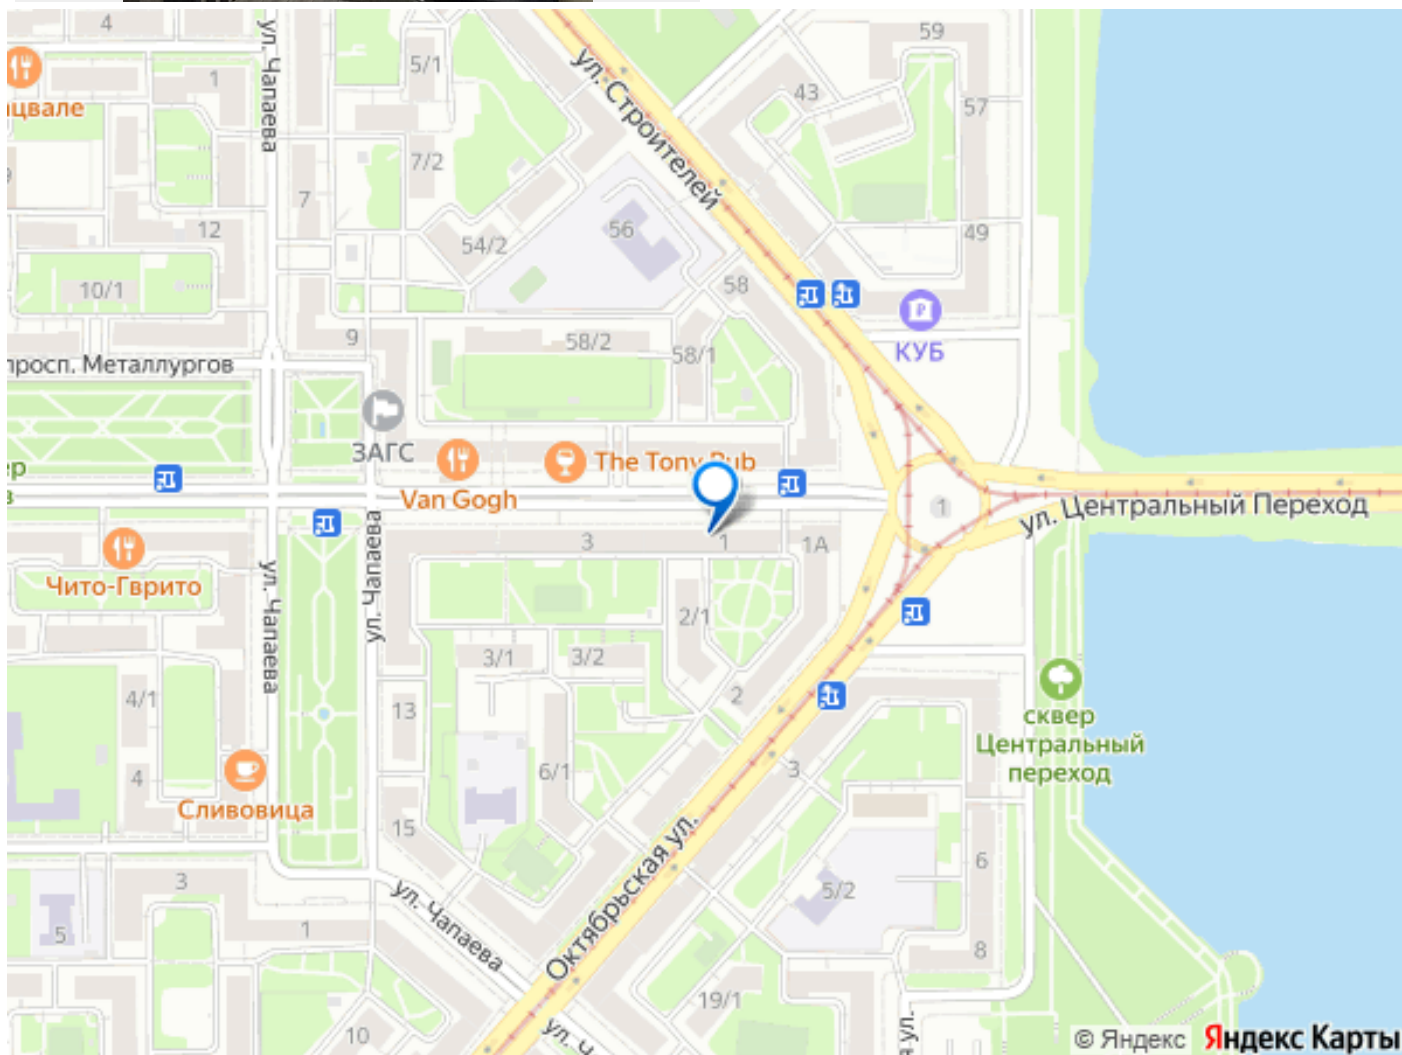 4
ул. Чапаева
5/1
ул. Строителей
59
43
57
1
ацвале
7/2
7
12
54/2
56
49
10/1
58
КУБ
9
58/2
58/1
просп. Металлургов
ЗАГС
The Tony Pub
Van Gogh
1
ул. Центральный Переход
ул. Чапаева
3
1
1А
Чито-Гврито
ул. Чапаева
2/1
3/1
3/2
4/1
13
2
сквер
Центральный
переход
4
6/1
3
Сливовица
15
Октябрьская ул.
3
ул. Чапаева
5/2
6
5
1
8
19/1
10
ул. Ч
я ул.
© Яндекс Яндекс Карты